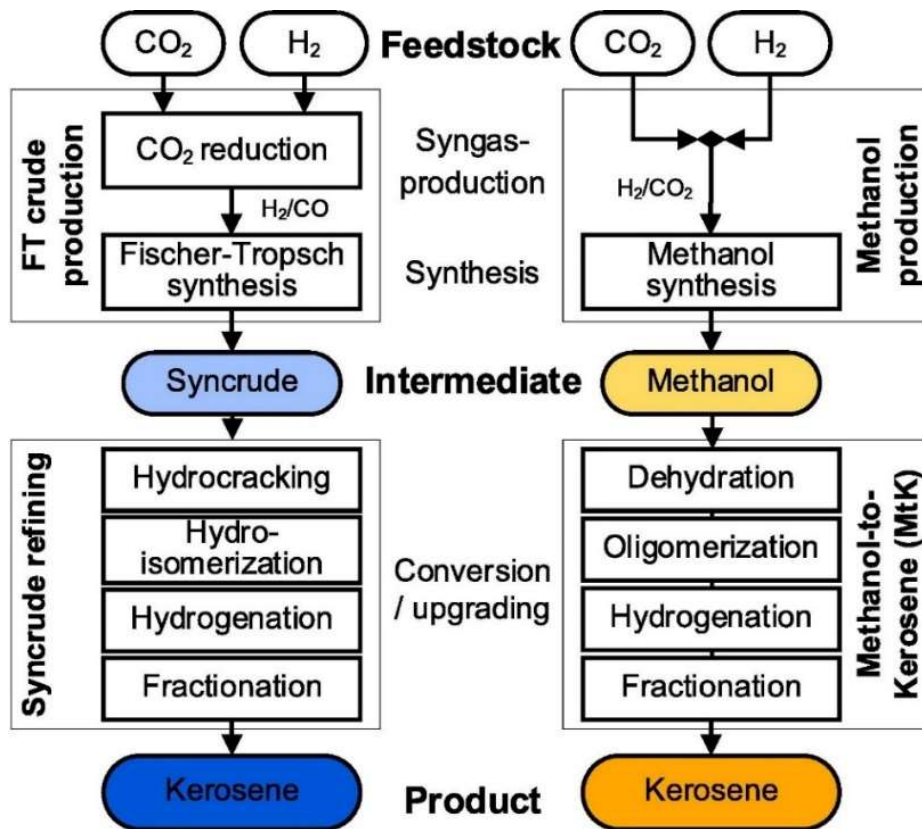 CO₂
H₂
Feedstock
CO₂
H₂
FT crude
production
CO₂ reduction
Syngas-
production
H₂/CO
H₂/CO₂
Fischer-Tropsch
synthesis
Synthesis
Methanol
synthesis
Methanol
production
Syncrude
Intermediate
Methanol
Syncrude refining
Hydrocracking
Hydro-
isomerization
Hydrogenation
Fractionation
Conversion
/ upgrading
Dehydration
Oligomerization
Hydrogenation
Fractionation
Methanol-to-
Kerosene (MtK)
Kerosene
Product
Kerosene